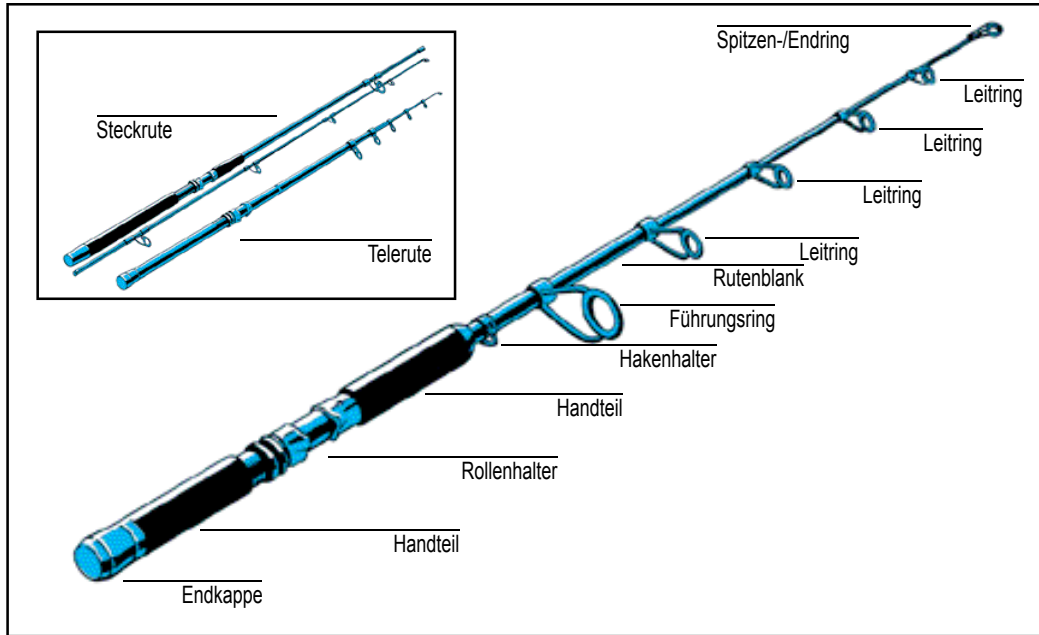 Spitzen-/Endring
Leitring
Steckrute
Leitring
Leitring
Telerute
Leitring
Rutenblank
Führungsring
Hakenhalter
Handteil
Rollenhalter
Handteil
Endkappe